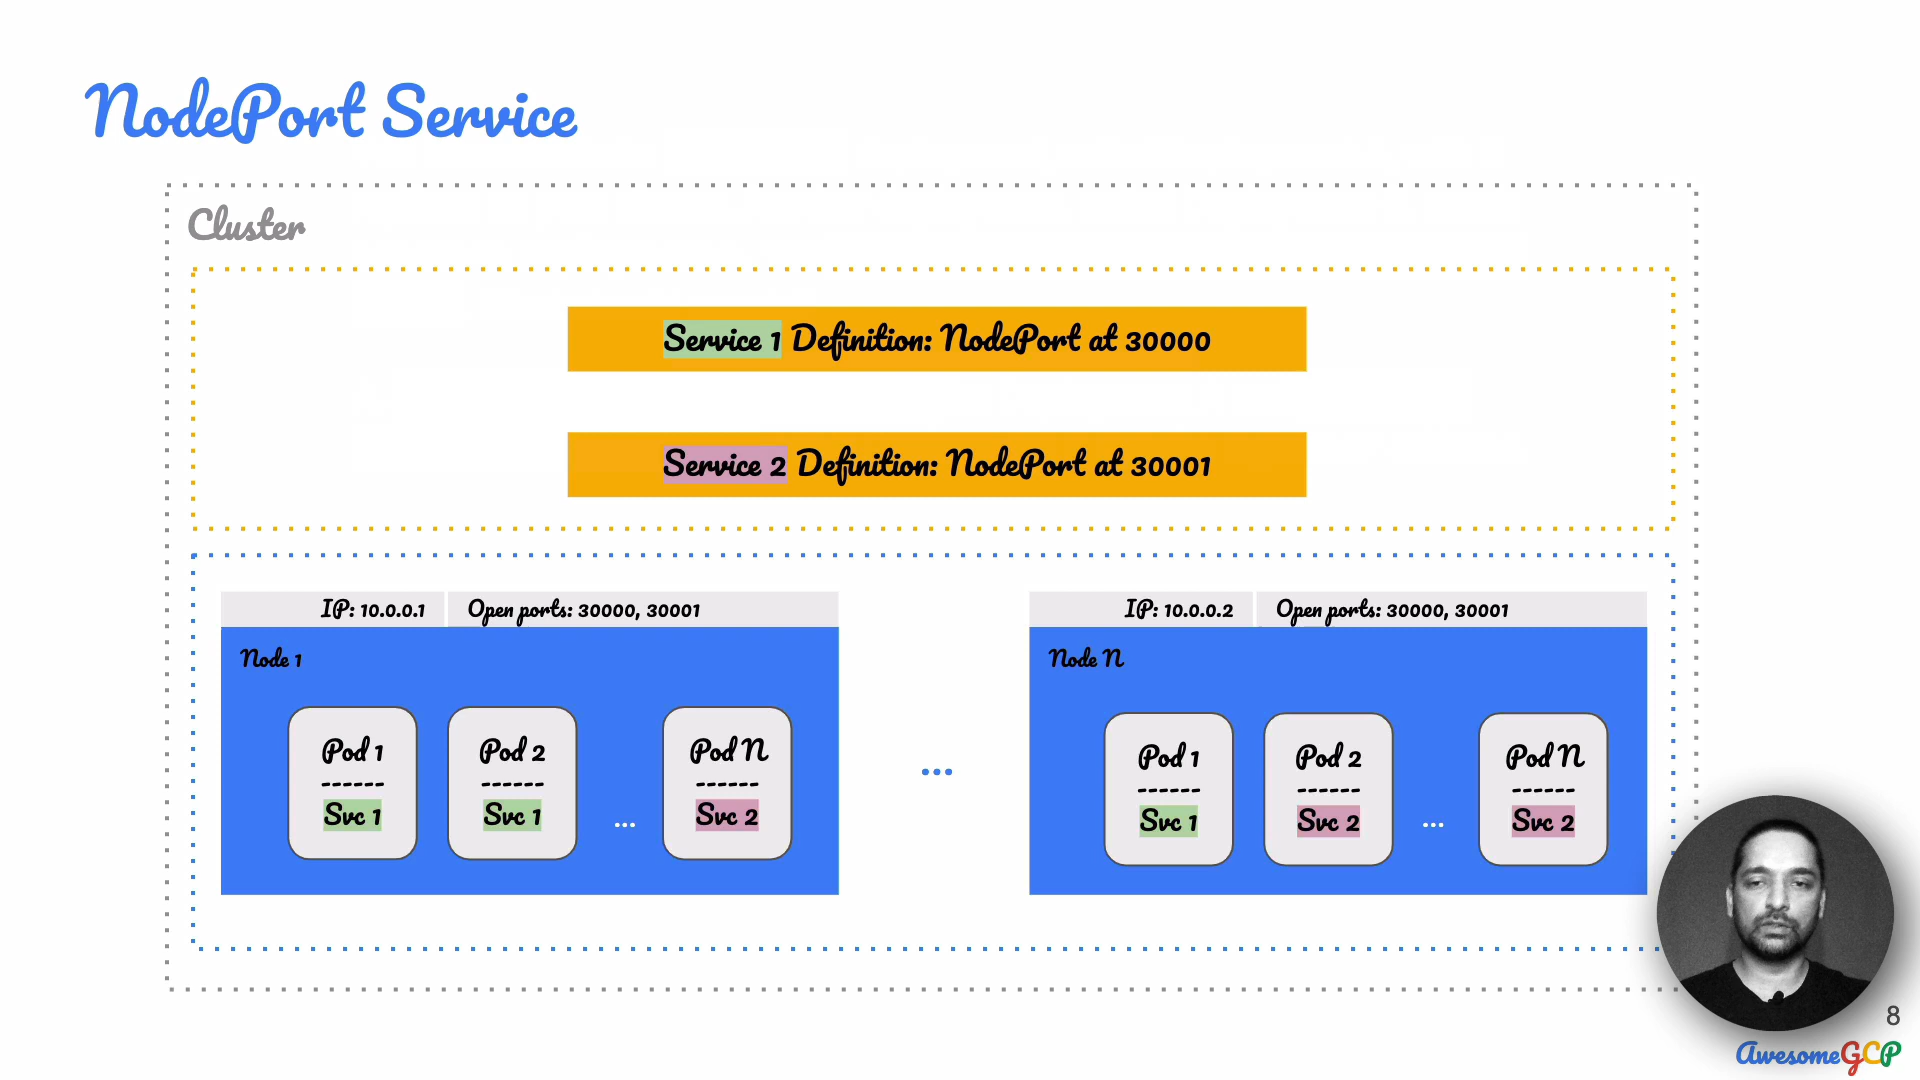 NodePort Service
Cluster
Service 1 Definition: NodePort at 30000
Service 2 Definition: NodePort at 30001
IP: 10.0.0.1 Open ports: 30000, 30001
Node 1
Pod 1
------
Svc 1
Pod 2
------
Svc 1
...
Pod N
------
Svc 2
...
IP: 10.0.0.2 Open ports: 30000, 30001
Node N
Pod 1
------
Svc 1
Pod 2
------
Svc 2
...
Pod N
------
Svc 2
8
AwesomeGCP